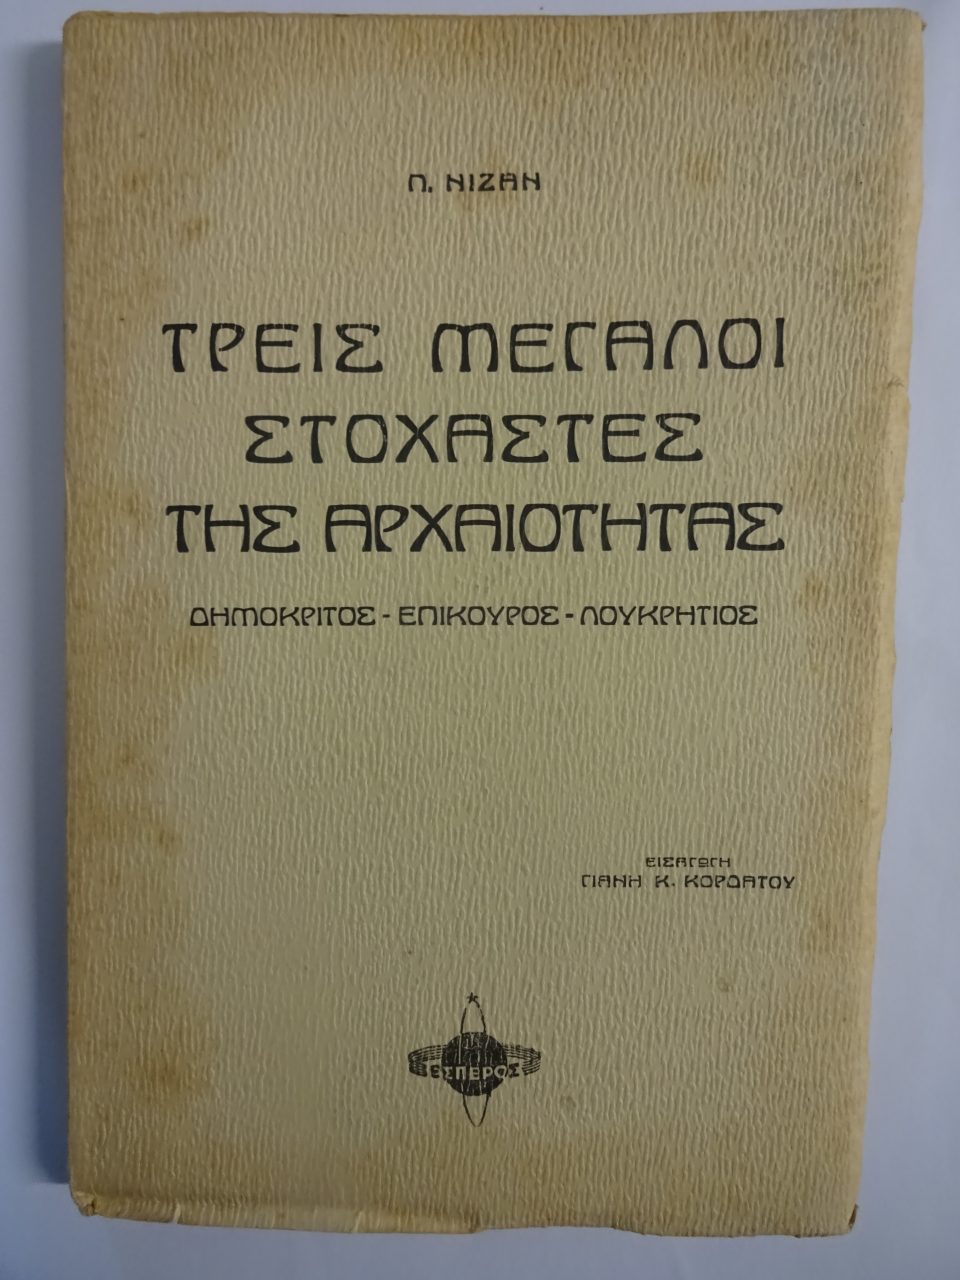 Π. ΝΙΖΑΝ
ΤΡΕΙΣ ΜΕΓΑΛΟΙ
ΣΤΟΧΑΣΤΕΣ
ΤΗΣ ΑΡΧΑΙΟΤΗΤΑΣ
ΔΗΜΟΚΡΙΤΟΣ - ΕΠΙΚΟΥΡΟΣ - ΛΟΥΚΡΗΤΙΟΣ
ΕΙΣΑΓΩΓΗ
ΓΙΑΝΗ Κ. ΚΟΡΔΑΤΟΥ
ΕΣΠΕΡΟΣ